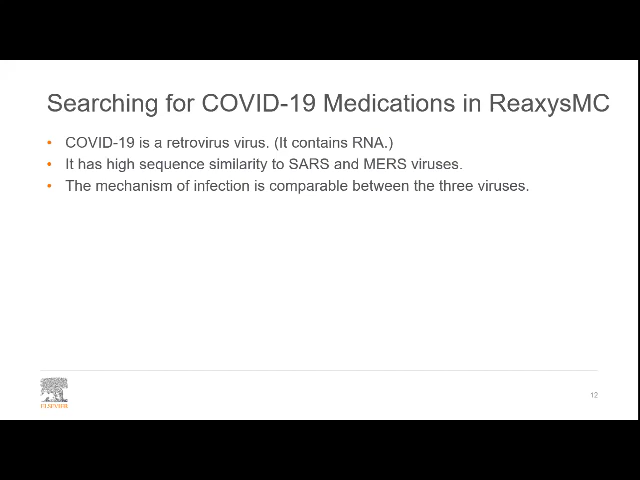 Searching for COVID-19 Medications in ReaxysMC
• COVID-19 is a retrovirus virus. (It contains RNA.)
• It has high sequence similarity to SARS and MERS viruses.
• The mechanism of infection is comparable between the three viruses.
ELSEVIER
12